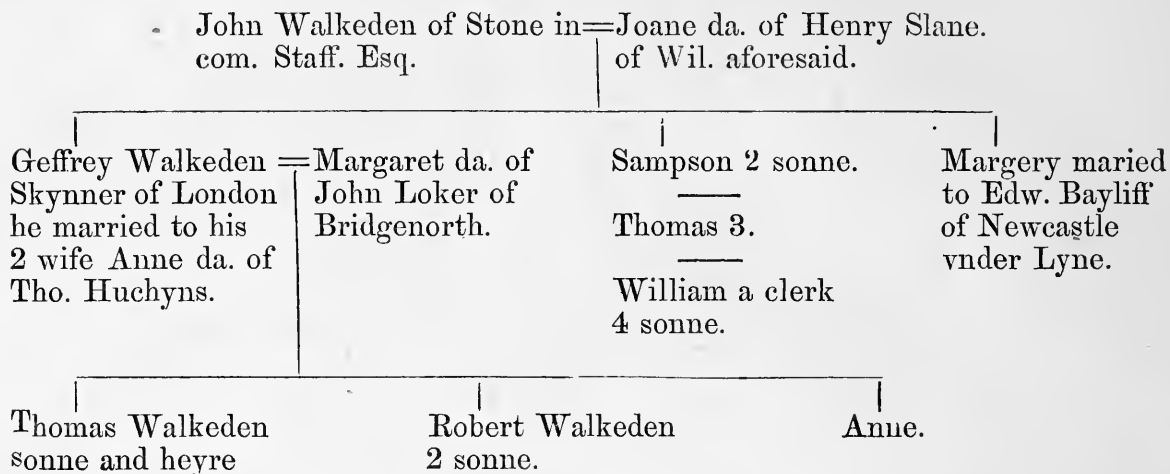 John Walkeden of Stone in = Joane da. of Henry Slane.
com. Staff. Esq. of Wil. aforesaid.
Geffrey Walkeden = Margaret da. of
Skynner of London John Loker of
he married to his Bridgenorth.
2 wife Anne da. of
Tho. Huchyns.
Sampson 2 sonne.
Thomas 3.
William a clerk
4 sonne.
Margery maried
to Edw. Bayliff
of Newcastle
vnder Lyne.
Thomas Walkeden
sonne and heyre
Robert Walkeden
2 sonne.
Anne.